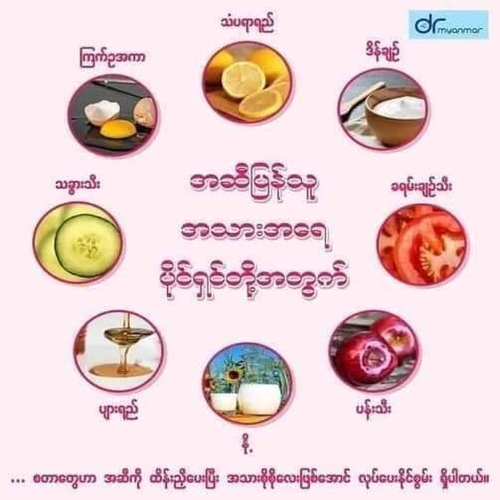 dr
myanmar
သံပရာရည်
ကြက်ဥအကာ
ဒိန်ချဉ်
သခွားသီး
အဆီပြန်သူ
ခရမ်းချဉ်သီး
အသားအရေ
ပိုင်ရှင်တို့အတွက်
ပျားရည်
ပန်းသီး
နို့
... စတာတွေဟာ အဆီကို ထိန်းညှိပေးပြီး အသားစိုစိုလေးဖြစ်အောင် လုပ်ပေးနိုင်စွမ်း ရှိပါတယ်။